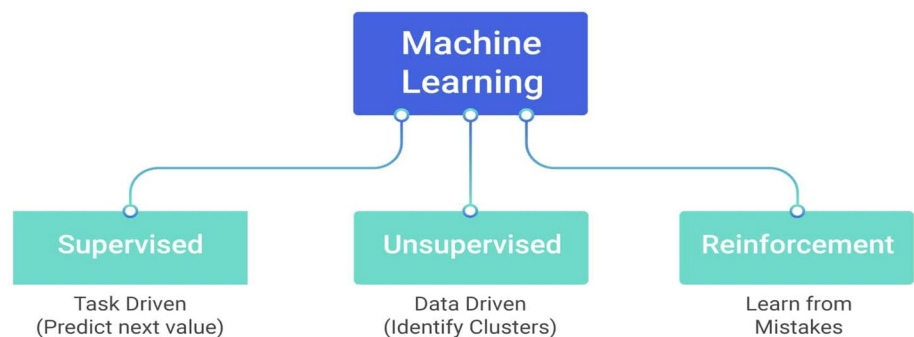 Machine
Learning
Supervised
Unsupervised
Reinforcement
Task Driven
(Predict next value)
Data Driven
(Identify Clusters)
Learn from
Mistakes